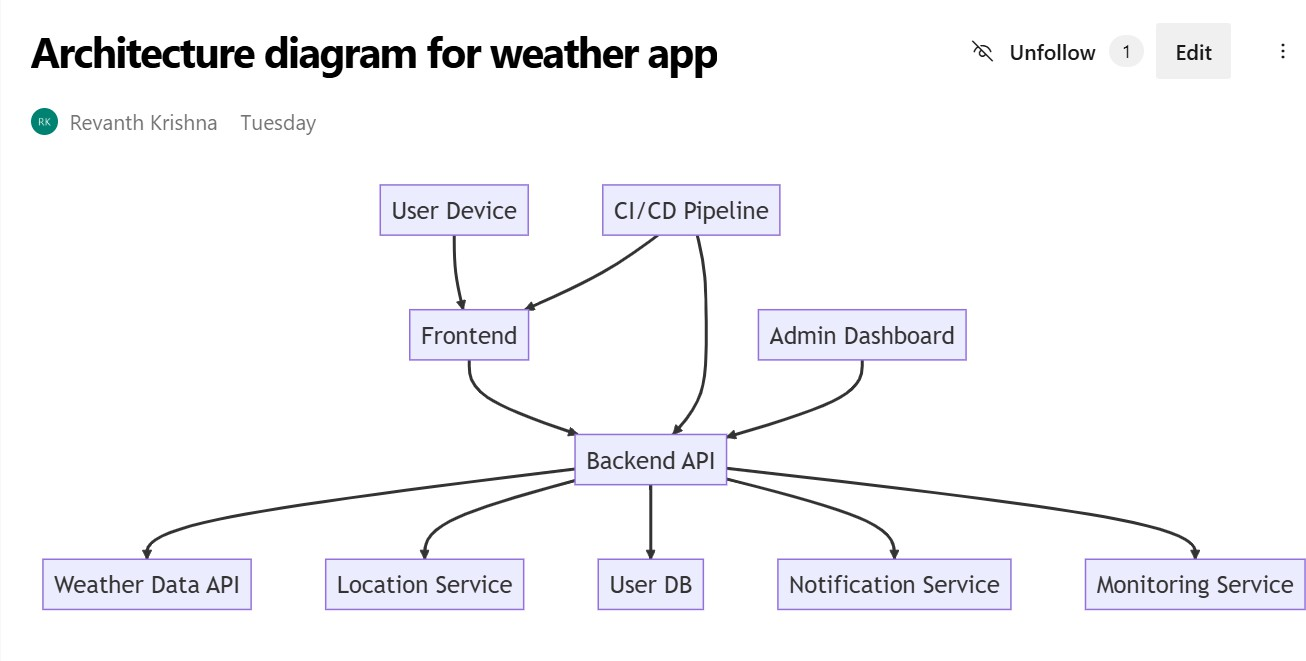 Architecture diagram for weather app
Unfollow 1 Edit
RK Revanth Krishna Tuesday
User Device
CI/CD Pipeline
Frontend
Admin Dashboard
Backend API
Weather Data API
Location Service
User DB
Notification Service
Monitoring Service